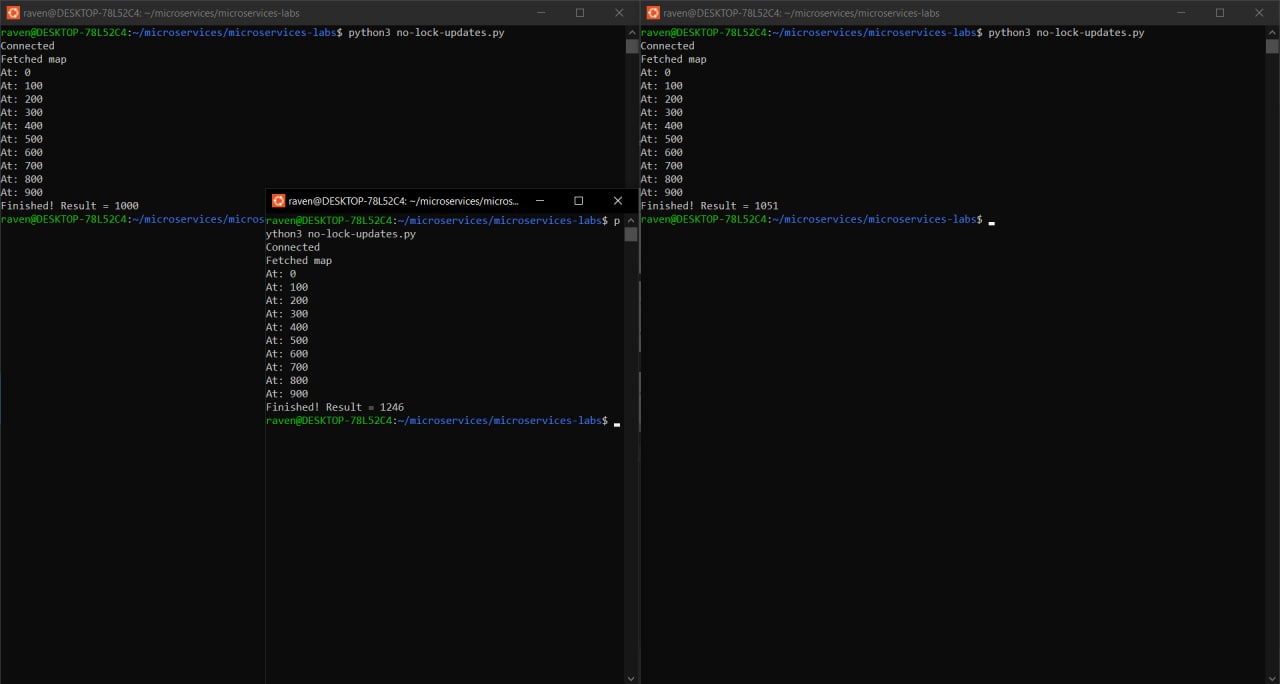 raven@DESKTOP-78L52C4: ~/microservices/microservices-labs
raven@DESKTOP-78L52C4:~/microservices/microservices-labs$ python3 no-lock-updates.py
Connected
Fetched map
At: 0
At: 100
At: 200
At: 300
At: 400
At: 500
At: 600
At: 700
At: 800
At: 900
Finished! Result = 1000
raven@DESKTOP-78L52C4:~/microservices/micros
raven@DESKTOP-78L52C4: ~/microservices/micros...
raven@DESKTOP-78L52C4:~/microservices/microservices-labs$ p
ython3 no-lock-updates.py
Connected
Fetched map
At: 0
At: 100
At: 200
At: 300
At: 400
At: 500
At: 600
At: 700
At: 800
At: 900
Finished! Result = 1246
raven@DESKTOP-78L52C4:~/microservices/microservices-labs$
raven@DESKTOP-78L52C4: ~/microservices/microservices-labs
raven@DESKTOP-78L52C4:~/microservices/microservices-labs$ python3 no-lock-updates.py
Connected
Fetched map
At: 0
At: 100
At: 200
At: 300
At: 400
At: 500
At: 600
At: 700
At: 800
At: 900
Finished! Result = 1051
raven@DESKTOP-78L52C4:~/microservices/microservices-labs$